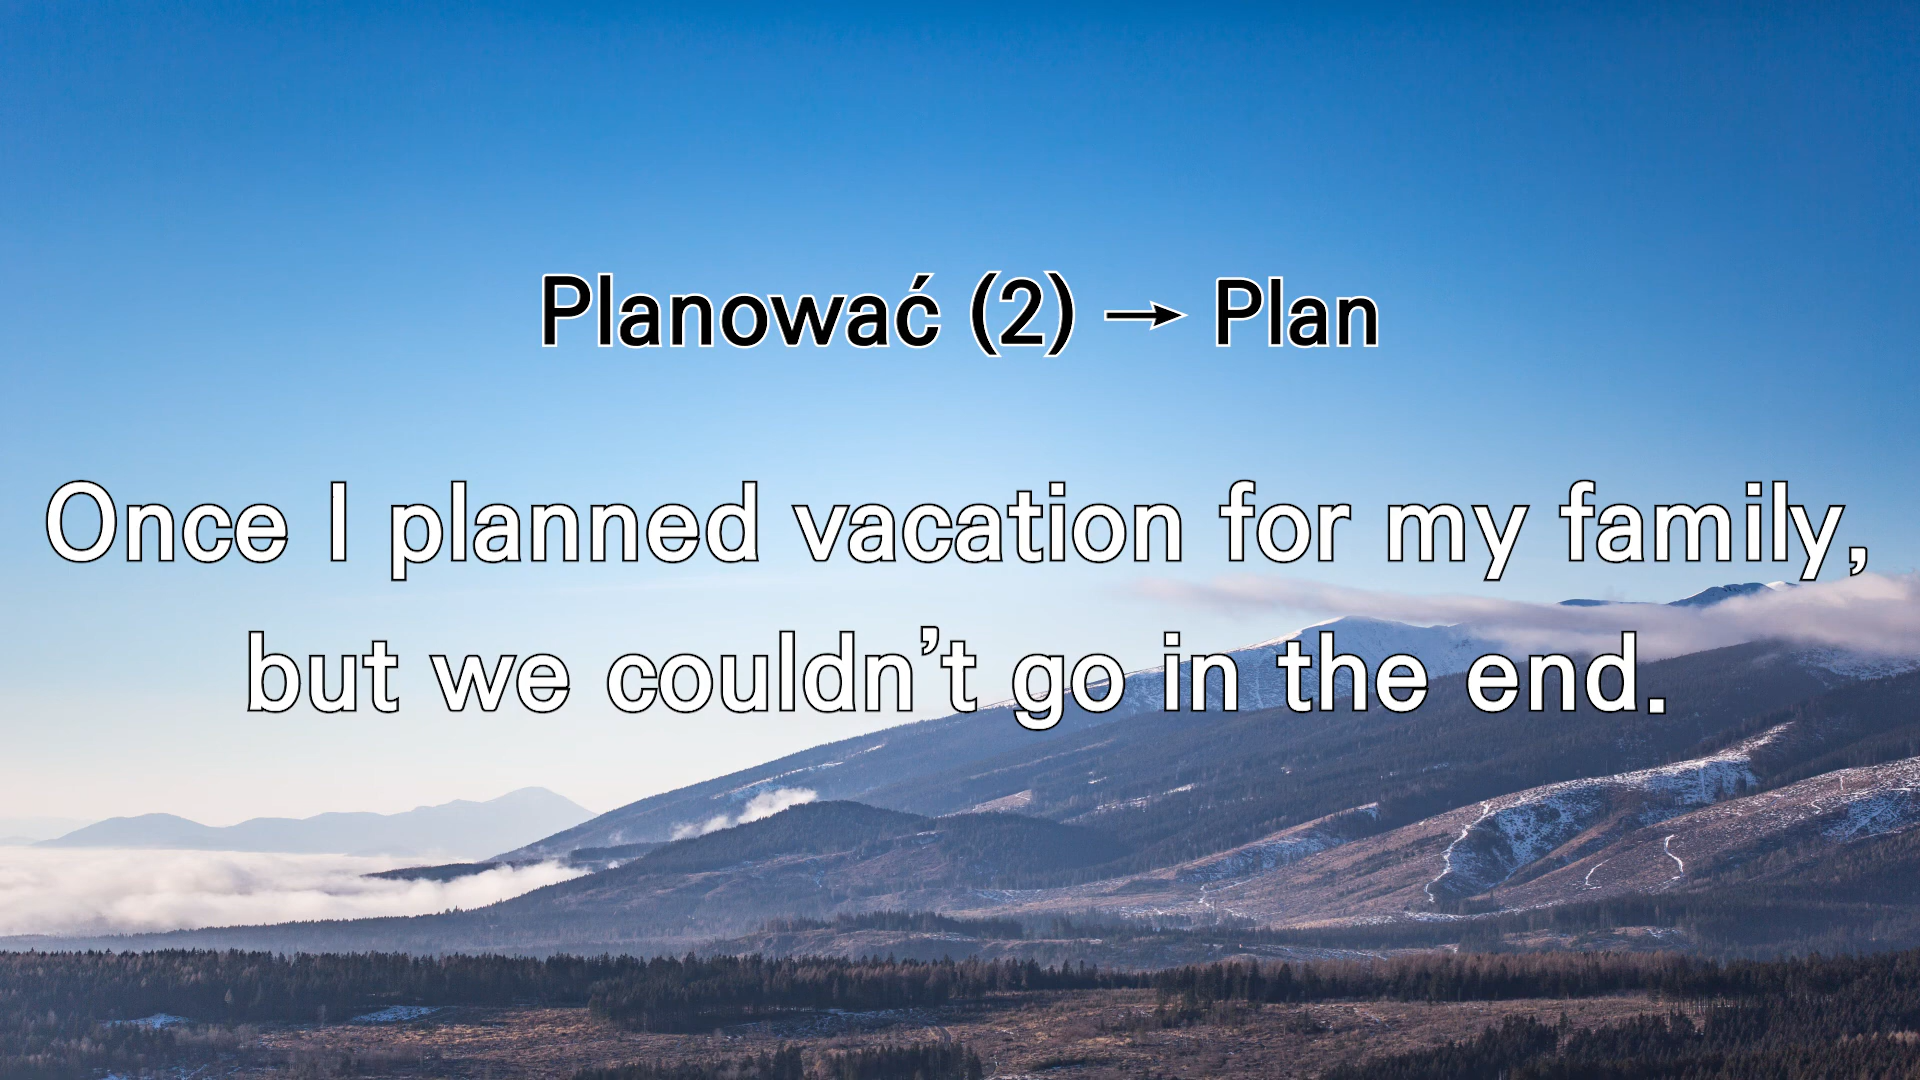 Planować (2) → Plan
Once I planned vacation for my family,
but we couldn’t go in the end.